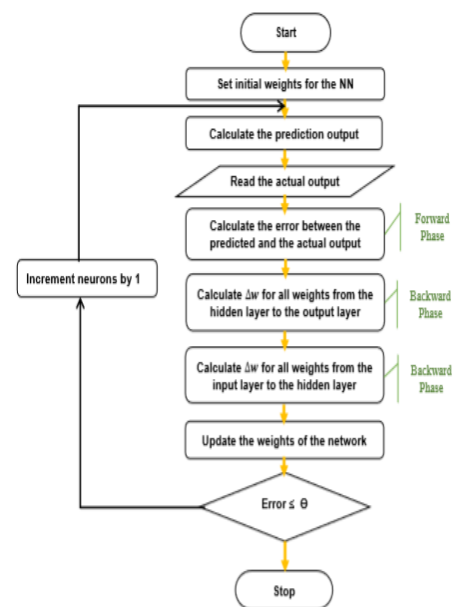 Start
Set initial weights for the NN
Calculate the prediction output
Read the actual output
Calculate the error between the
predicted and the actual output
Forward
Phase
Increment neurons by 1
Calculate Δw for all weights from the
hidden layer to the output layer
Backward
Phase
Calculate Δw for all weights from the
input layer to the hidden layer
Backward
Phase
Update the weights of the network
Error ≤ Θ
Stop